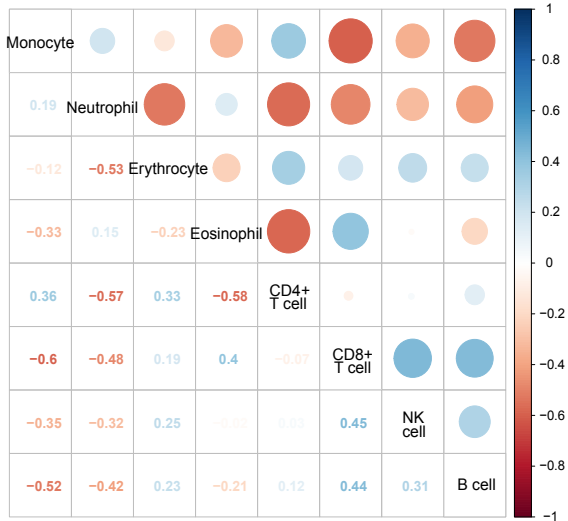 Monocyte
0.19 Neutrophil
−0.12 −0.53 Erythrocyte
−0.33 0.15 −0.23 Eosinophil
0.36 −0.57 0.33 −0.58 CD4+
T cell
−0.6 −0.48 0.19 0.4 −0.07 CD8+
T cell
−0.35 −0.32 0.25 0.03 0.45 NK
cell
−0.52 −0.42 0.23 −0.21 0.12 0.44 0.31 B cell
1
0.8
0.6
0.4
0.2
0
−0.2
−0.4
−0.6
−0.8
−1